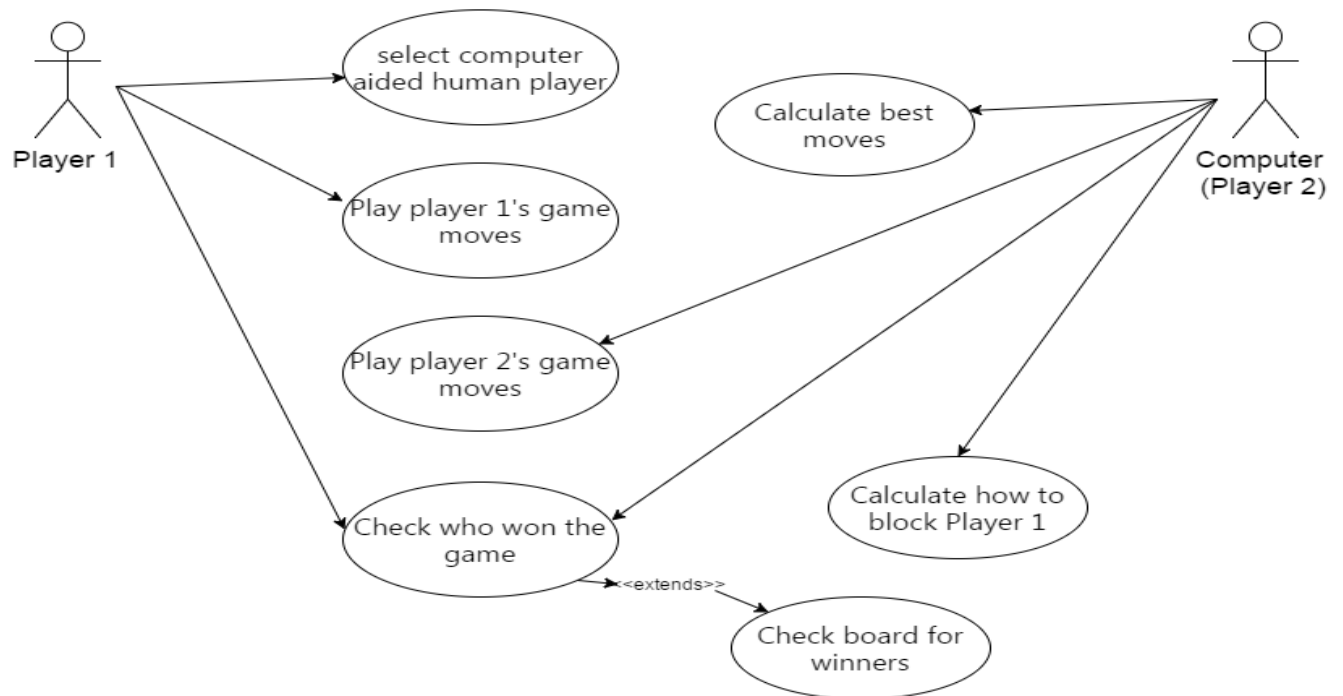 select computer
aided human player
Player 1
Calculate best
moves
Computer
(Player 2)
Play player 1's game
moves
Play player 2's game
moves
Check who won the
game
Calculate how to
block Player 1
<<extends>>
Check board for
winners